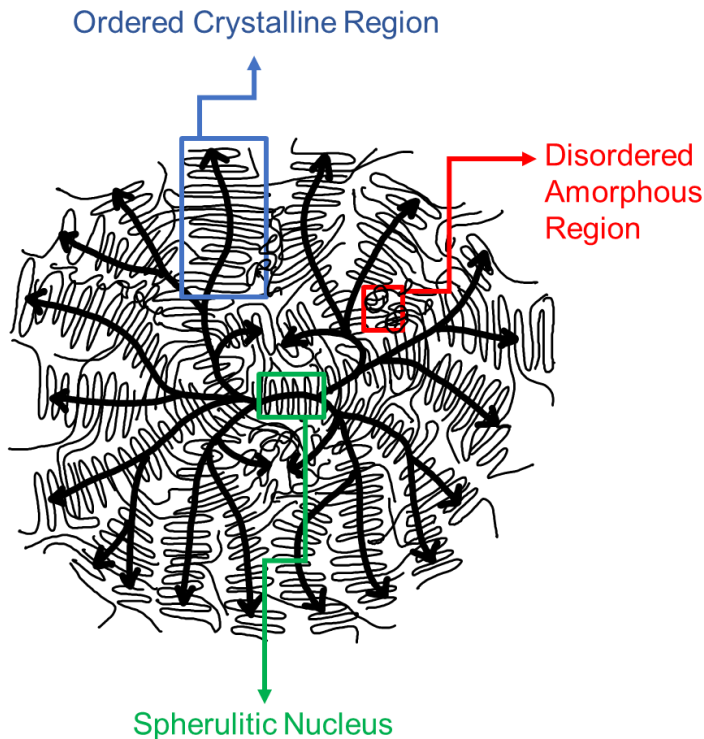 Ordered Crystalline Region
Disordered
Amorphous
Region
Spherulitic Nucleus